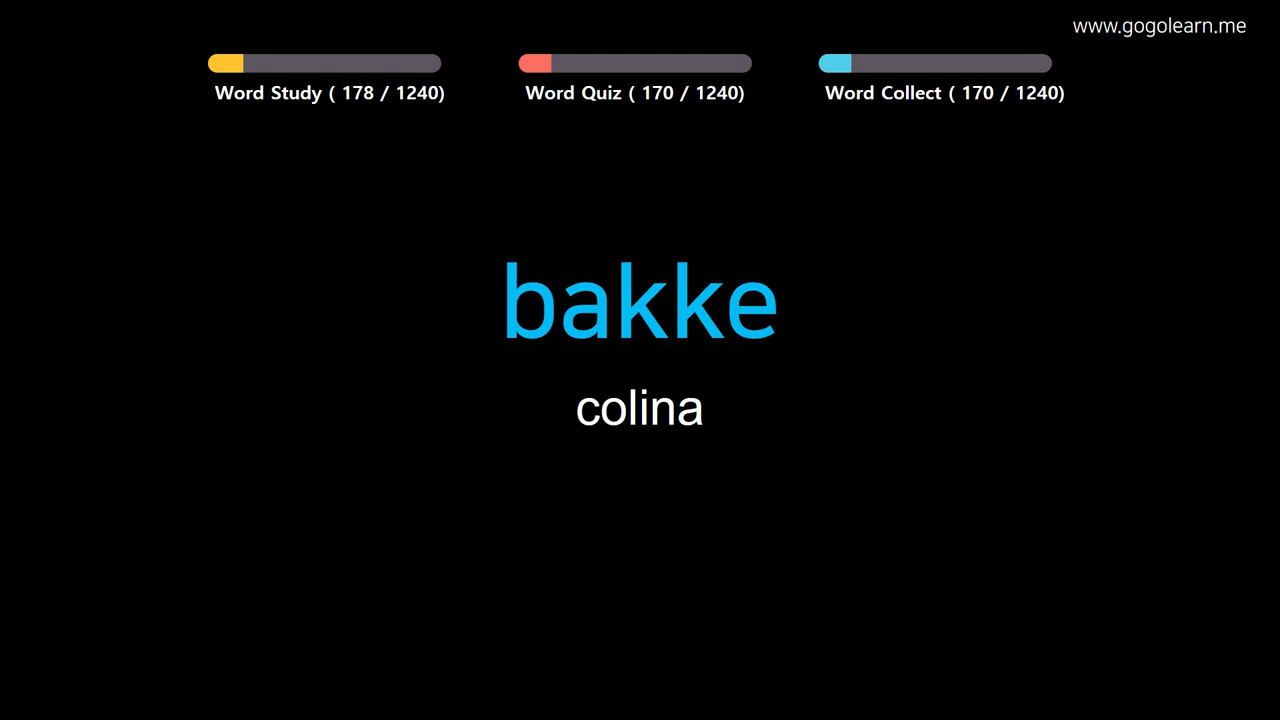 www.gogolearn.me
Word Study ( 178 / 1240)
Word Quiz ( 170 / 1240)
Word Collect ( 170 / 1240)
bakke
colina